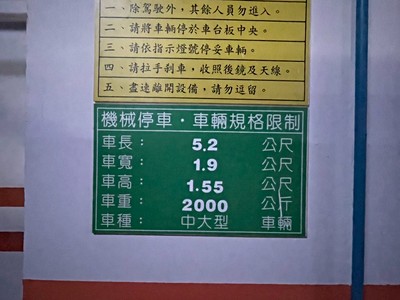 一、除駕駛外，其餘人員勿進入。
二、請將車輛停於車台板中央。
三、請依指示燈號停妥車輛。
四、請拉手刹車，收照後鏡及天線。
五、盡速離開設備，請勿逗留。
機械停車・車輛規格限制
車長： 5.2 公尺
車寬： 1.9 公尺
車高： 1.55 公尺
車重： 2000 公斤
車種： 中大型 車輛